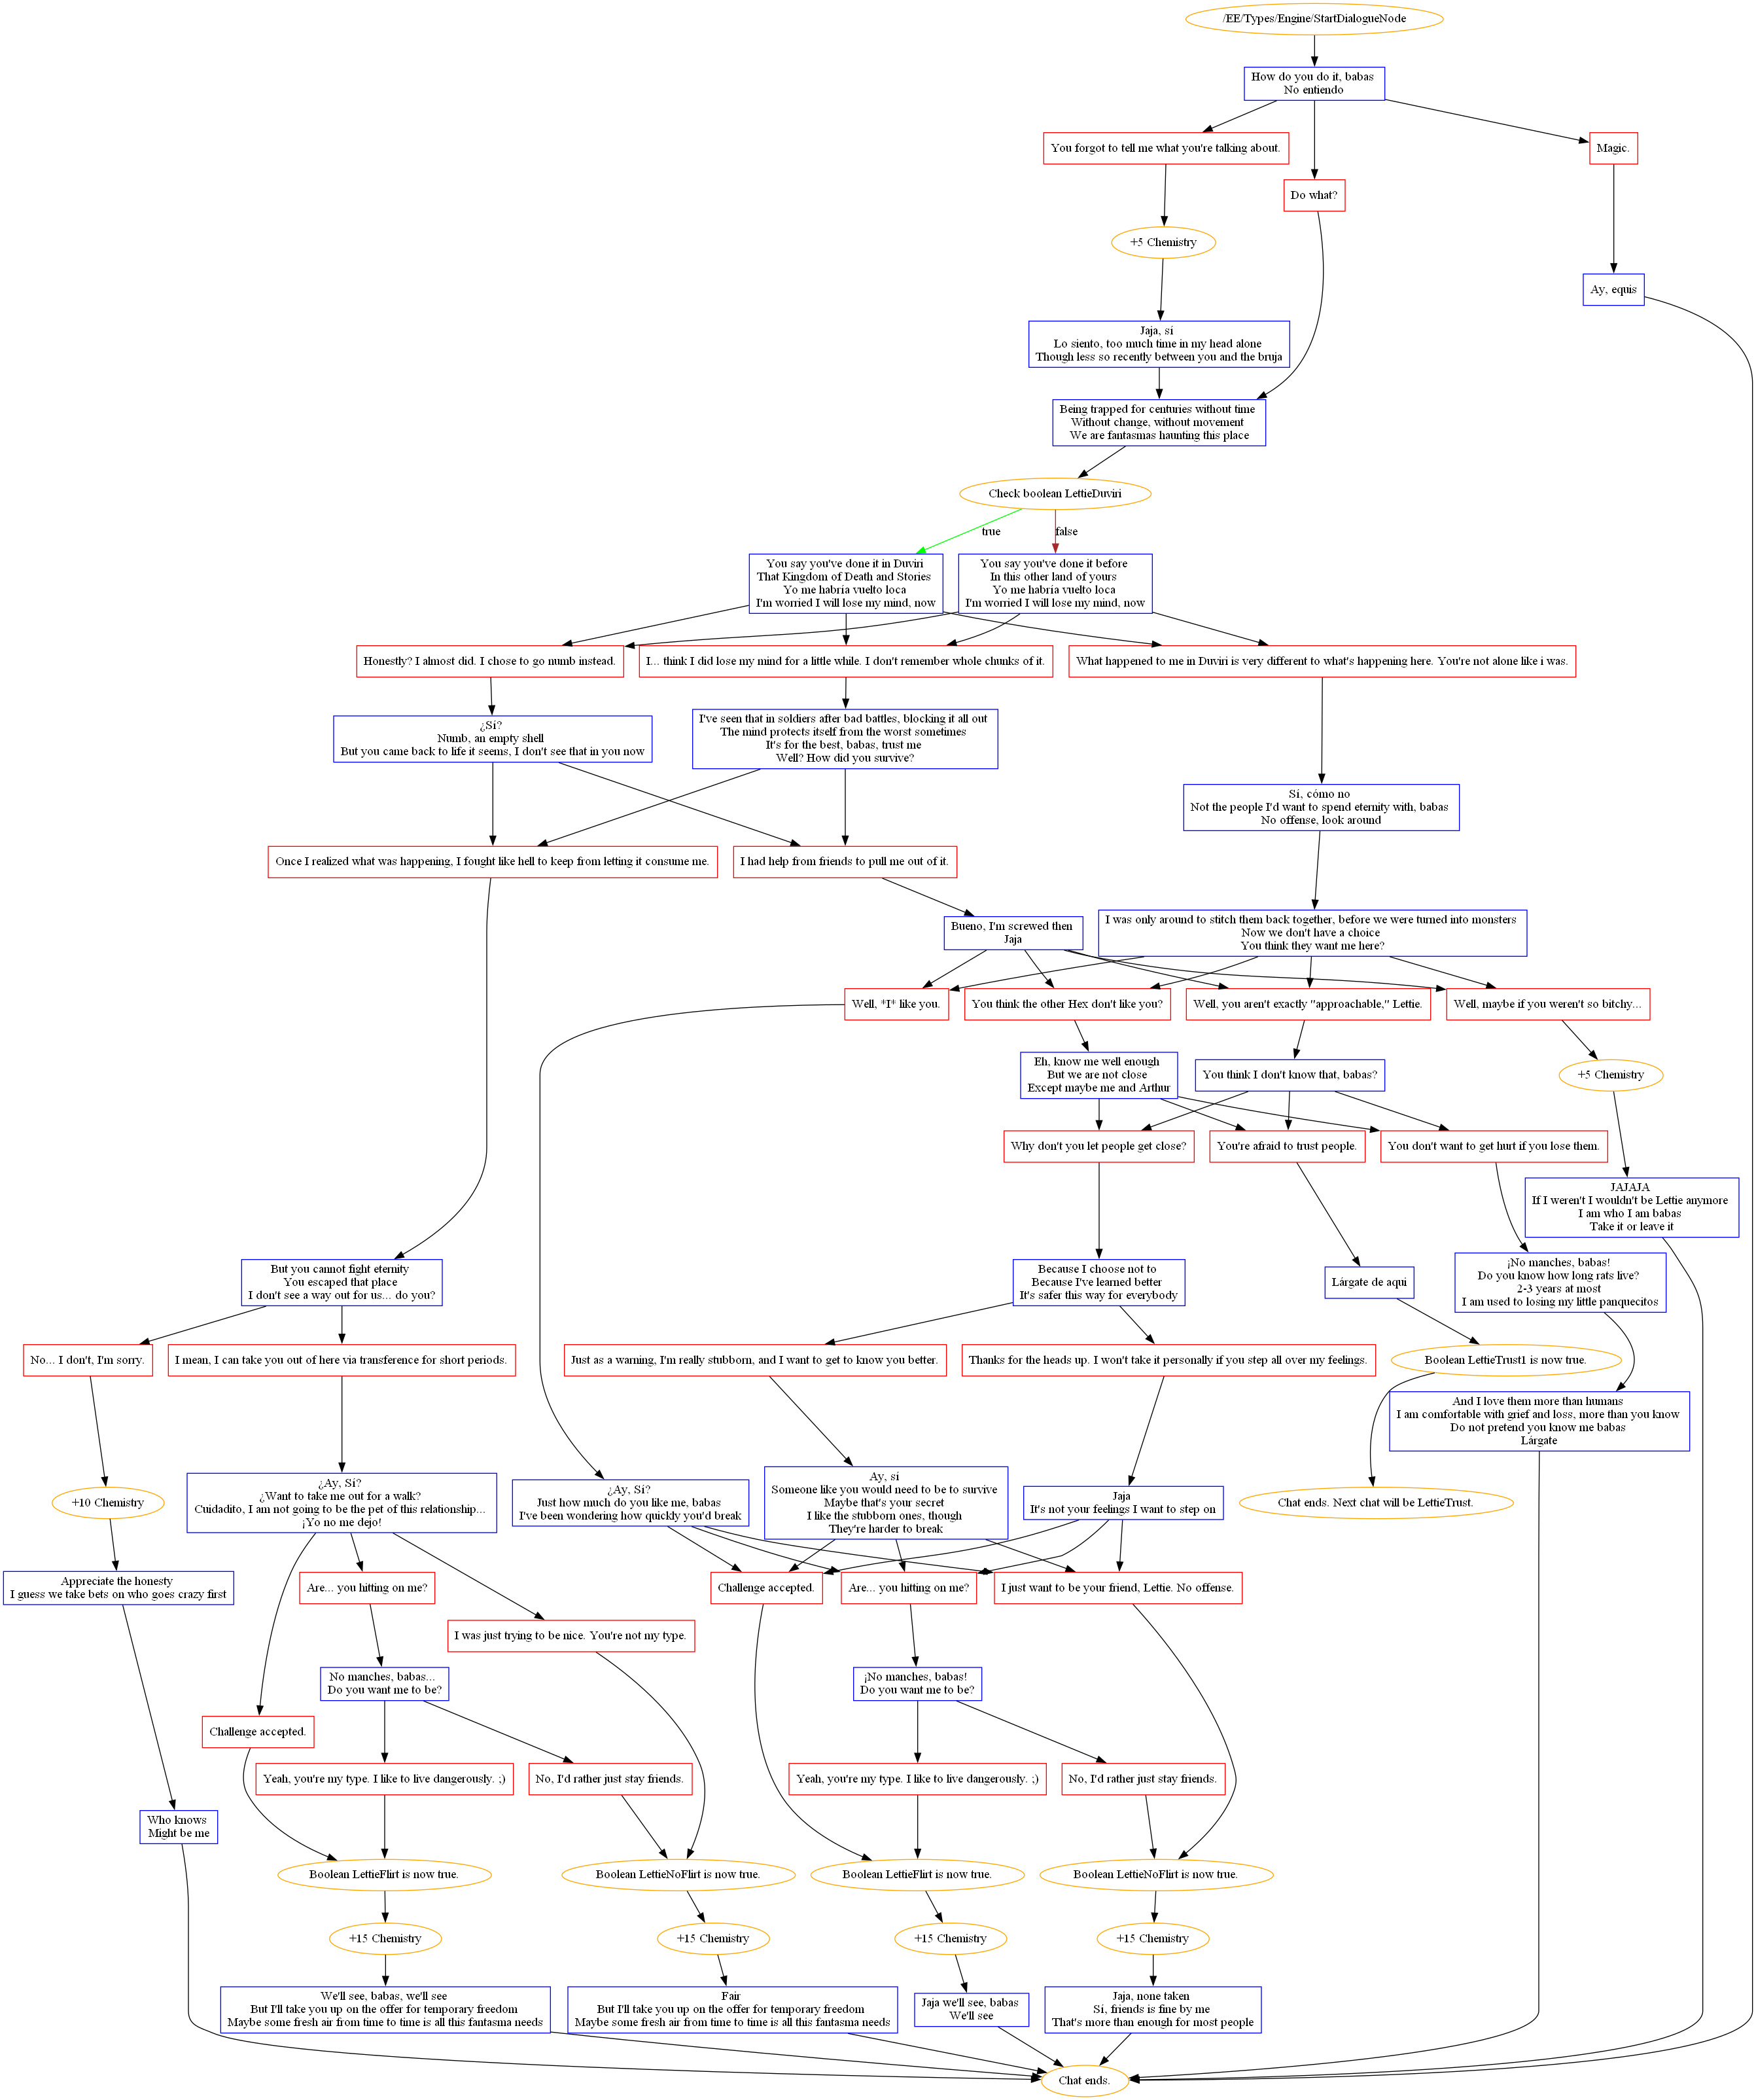 /EE/Types/Engine/StartDialogueNode
How do you do it, babas
No entiendo
You forgot to tell me what you're talking about.
Magic.
Do what?
+5 Chemistry
Ay, equis
Jaja, sí
Lo siento, too much time in my head alone
Though less so recently between you and the bruja
Being trapped for centuries without time
Without change, without movement
We are fantasmas haunting this place
Check boolean LettieDuviri
true
false
You say you've done it in Duviri
That Kingdom of Death and Stories
Yo me habría vuelto loca
I'm worried I will lose my mind, now
You say you've done it before
In this other land of yours
Yo me habría vuelto loca
I'm worried I will lose my mind, now
Honestly? I almost did. I chose to go numb instead.
I... think I did lose my mind for a little while. I don't remember whole chunks of it.
What happened to me in Duviri is very different to what's happening here. You're not alone like i was.
¿Sí?
Numb, an empty shell
But you came back to life it seems, I don't see that in you now
I've seen that in soldiers after bad battles, blocking it all out
The mind protects itself from the worst sometimes
It's for the best, babas, trust me
Well? How did you survive?
Sí, cómo no
Not the people I'd want to spend eternity with, babas
No offense, look around
Once I realized what was happening, I fought like hell to keep from letting it consume me.
I had help from friends to pull me out of it.
Bueno, I'm screwed then
Jaja
I was only around to stitch them back together, before we were turned into monsters
Now we don't have a choice
You think they want me here?
Well, *I* like you.
You think the other Hex don't like you?
Well, you aren't exactly "approachable," Lettie.
Well, maybe if you weren't so bitchy...
Eh, know me well enough
But we are not close
Except maybe me and Arthur
You think I don't know that, babas?
+5 Chemistry
Why don't you let people get close?
You're afraid to trust people.
You don't want to get hurt if you lose them.
JAJAJA
If I weren't I wouldn't be Lettie anymore
I am who I am babas
Take it or leave it
But you cannot fight eternity
You escaped that place
I don't see a way out for us... do you?
Because I choose not to
Because I've learned better
It's safer this way for everybody
Lárgate de aquí
¡No manches, babas!
Do you know how long rats live?
2-3 years at most
I am used to losing my little panquecitos
No... I don't, I'm sorry.
I mean, I can take you out of here via transference for short periods.
Just as a warning, I'm really stubborn, and I want to get to know you better.
Thanks for the heads up. I won't take it personally if you step all over my feelings.
Boolean LettieTrust1 is now true.
And I love them more than humans
I am comfortable with grief and loss, more than you know
Do not pretend you know me babas
Lárgate
+10 Chemistry
¿Ay, Sí?
¿Want to take me out for a walk?
Cuidadito, I am not going to be the pet of this relationship...
¡Yo no me dejo!
¿Ay, Sí?
Just how much do you like me, babas
I've been wondering how quickly you'd break
Ay, sí
Someone like you would need to be to survive
Maybe that's your secret
I like the stubborn ones, though
They're harder to break
Jaja
It's not your feelings I want to step on
Chat ends. Next chat will be LettieTrust.
Appreciate the honesty
I guess we take bets on who goes crazy first
Are... you hitting on me?
Challenge accepted.
Are... you hitting on me?
I just want to be your friend, Lettie. No offense.
I was just trying to be nice. You're not my type.
No manches, babas...
Do you want me to be?
¡No manches, babas!
Do you want me to be?
Challenge accepted.
Yeah, you're my type. I like to live dangerously. ;)
No, I'd rather just stay friends.
Yeah, you're my type. I like to live dangerously. ;)
No, I'd rather just stay friends.
Who knows
Might be me
Boolean LettieFlirt is now true.
Boolean LettieNoFlirt is now true.
Boolean LettieFlirt is now true.
Boolean LettieNoFlirt is now true.
+15 Chemistry
+15 Chemistry
+15 Chemistry
+15 Chemistry
We'll see, babas, we'll see
But I'll take you up on the offer for temporary freedom
Maybe some fresh air from time to time is all this fantasma needs
Fair
But I'll take you up on the offer for temporary freedom
Maybe some fresh air from time to time is all this fantasma needs
Jaja we'll see, babas
We'll see
Jaja, none taken
Sí, friends is fine by me
That's more than enough for most people
Chat ends.